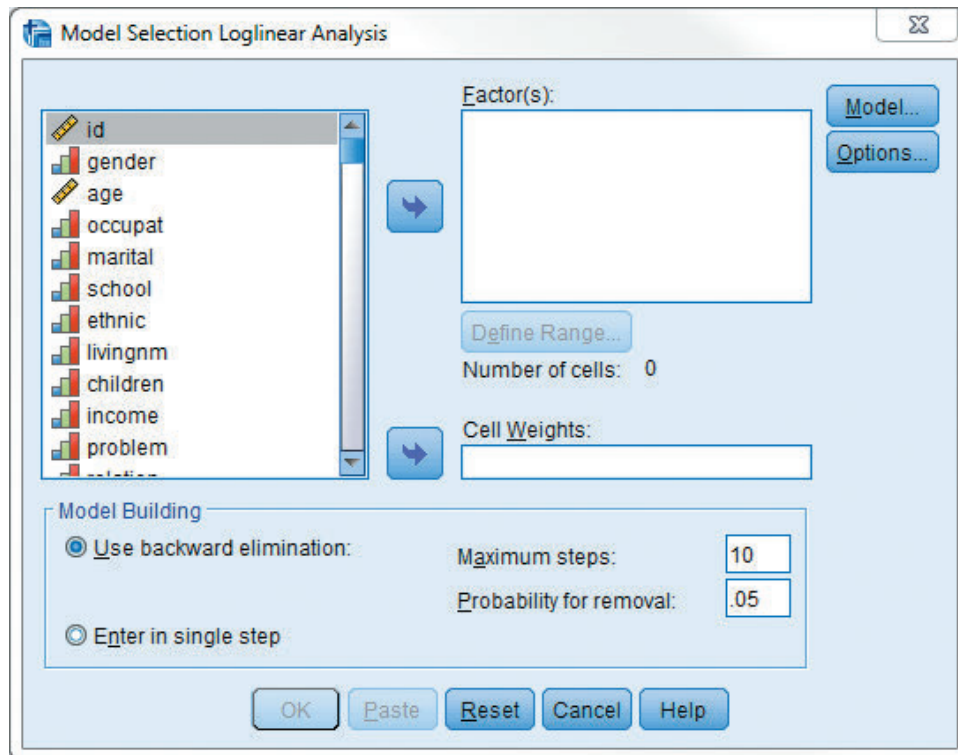 Model Selection Loglinear Analysis
id
gender
age
occupat
marital
school
ethnic
livingnm
children
income
problem
relation
Factor(s):
Define Range...
Number of cells: 0
Cell Weights:
Model...
Options...
Model Building
Use backward elimination:
Maximum steps: 10
Probability for removal: .05
Enter in single step
OK Paste Reset Cancel Help